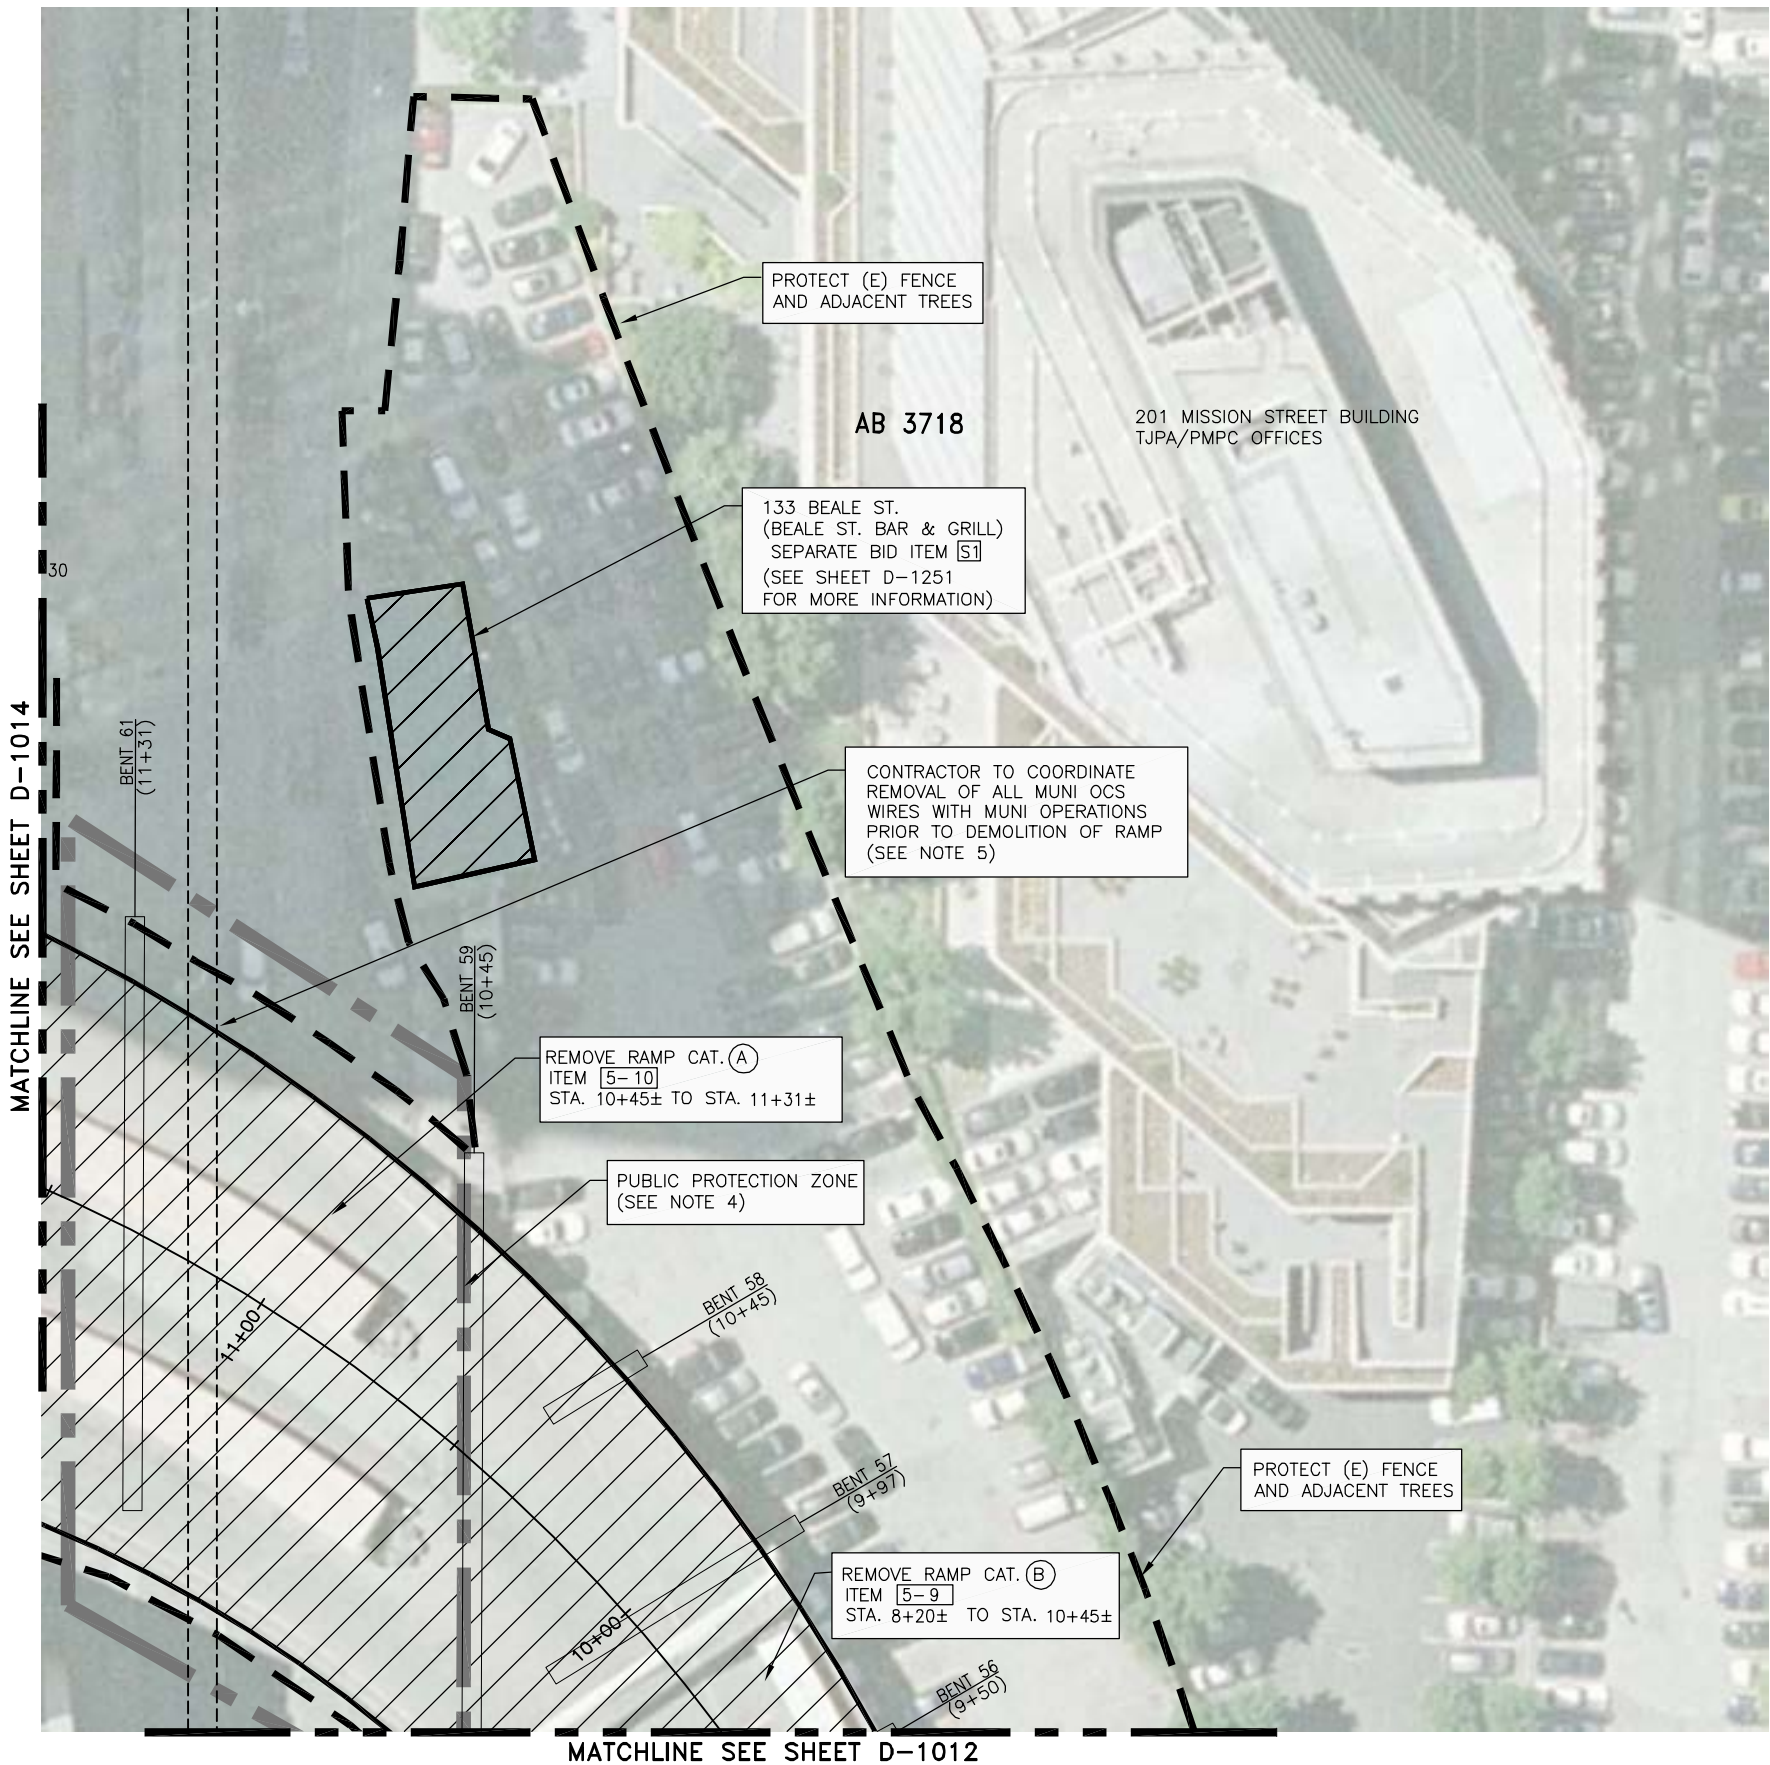 PROTECT (E) FENCE
AND ADJACENT TREES
AB 3718
201 MISSION STREET BUILDING
TJPA/PMPC OFFICES
133 BEALE ST.
(BEALE ST. BAR & GRILL)
SEPARATE BID ITEM S1
(SEE SHEET D-1251
FOR MORE INFORMATION)
30
MATCHLINE SEE SHEET D-1014
BENT 61
(11+31)
CONTRACTOR TO COORDINATE
REMOVAL OF ALL MUNI OCS
WIRES WITH MUNI OPERATIONS
PRIOR TO DEMOLITION OF RAMP
(SEE NOTE 5)
BENT 59
(10+45)
REMOVE RAMP CAT. A
ITEM 5-10
STA. 10+45± TO STA. 11+31±
PUBLIC PROTECTION ZONE
(SEE NOTE 4)
BENT 58
(10+45)
11+00
BENT 57
(9+97)
PROTECT (E) FENCE
AND ADJACENT TREES
REMOVE RAMP CAT. B
ITEM 5-9
STA. 8+20± TO STA. 10+45±
10+00
BENT 56
(9+50)
MATCHLINE SEE SHEET D-1012